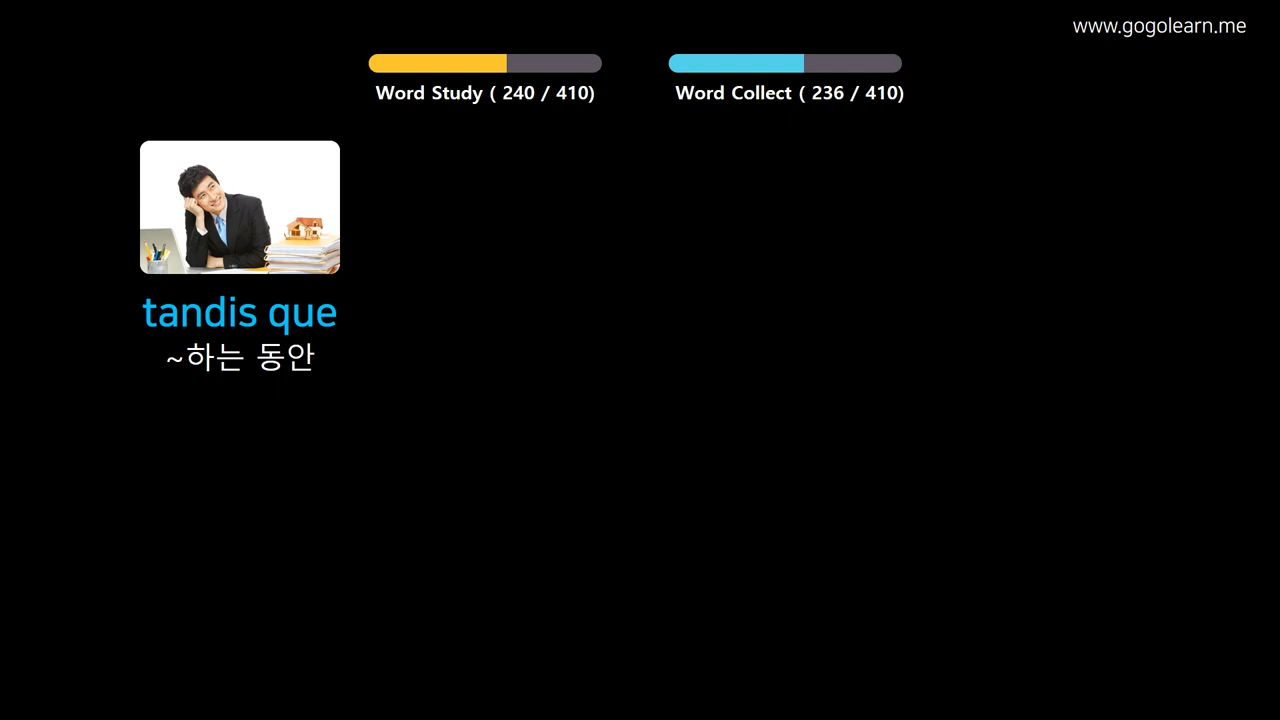 www.gogolearn.me
Word Study ( 240 / 410)
Word Collect ( 236 / 410)
tandis que
~하는 동안